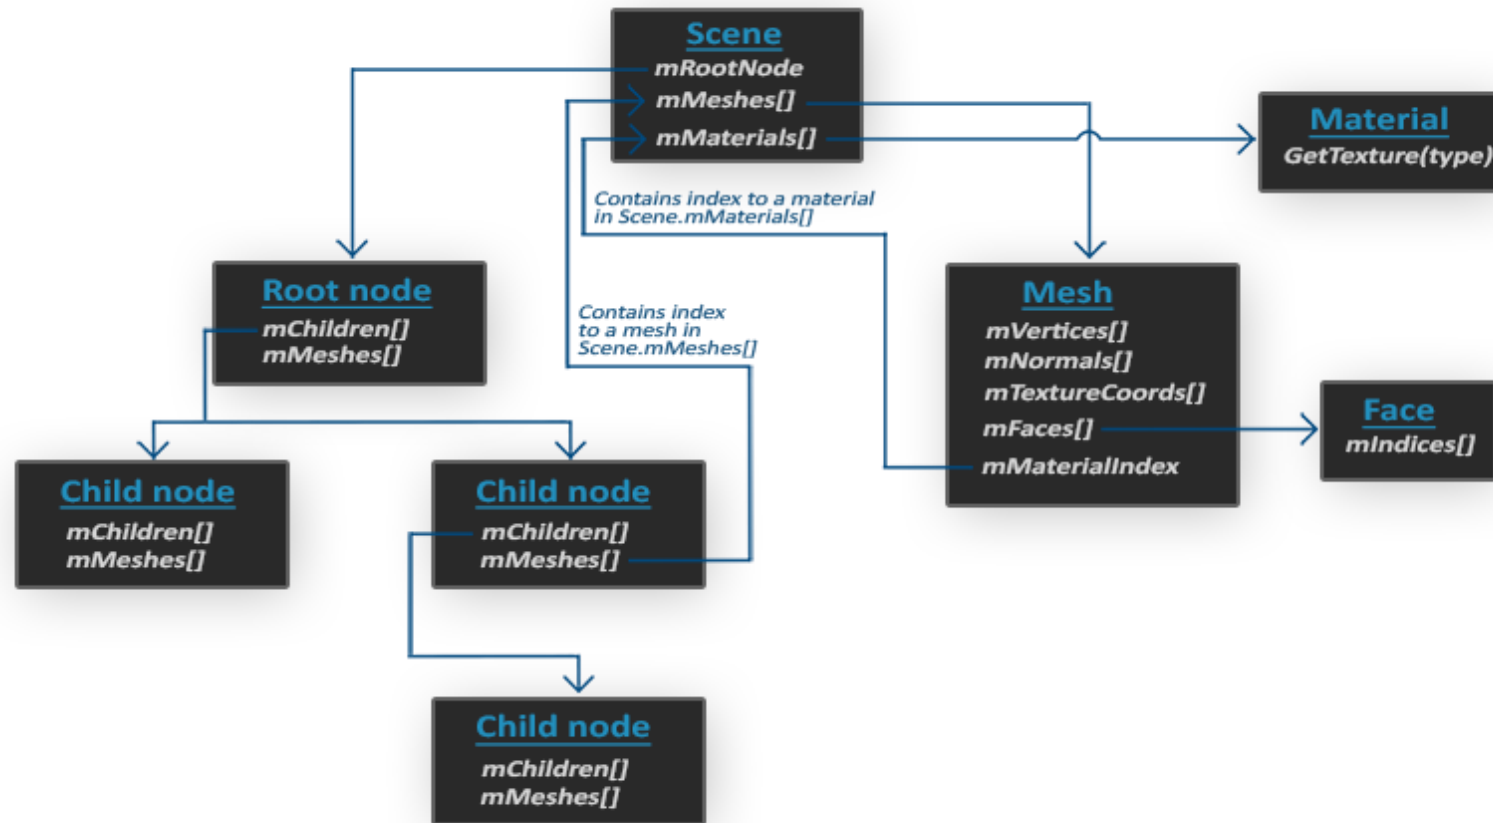 Scene
mRootNode
mMeshes[]
mMaterials[]
Material
GetTexture(type)
Contains index to a material
in Scene.mMaterials[]
Root node
mChildren[]
mMeshes[]
Contains index
to a mesh in
Scene.mMeshes[]
Mesh
mVertices[]
mNormals[]
mTextureCoords[]
mFaces[]
mMaterialIndex
Face
mIndices[]
Child node
mChildren[]
mMeshes[]
Child node
mChildren[]
mMeshes[]
Child node
mChildren[]
mMeshes[]